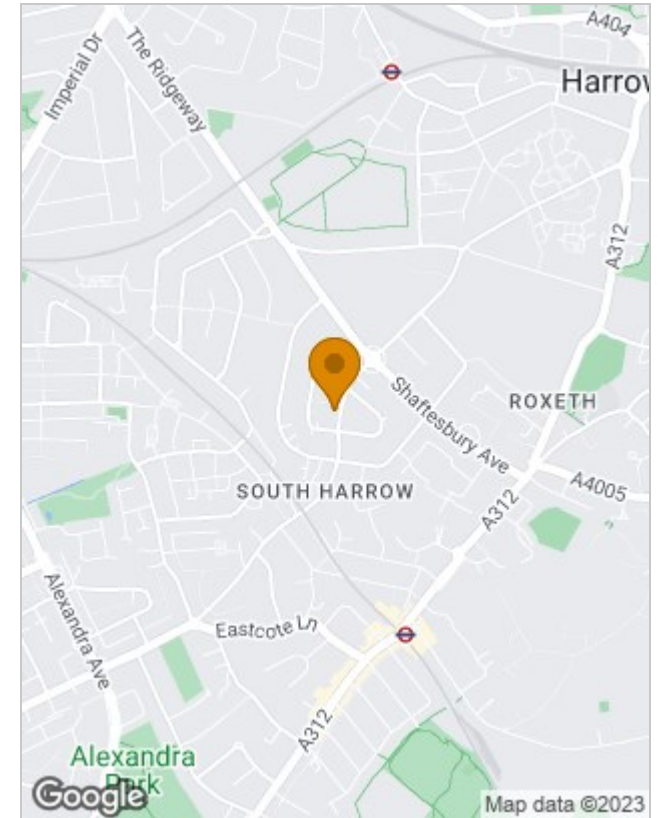 A404
Imperial Dr
The Ridgeway
Harrow
A312
Shaftesbury Ave
ROXETH
SOUTH HARROW
A4005
A312
Alexandra Ave
Eastcote Ln
A312
Alexandra
Park
Google
Map data ©2023